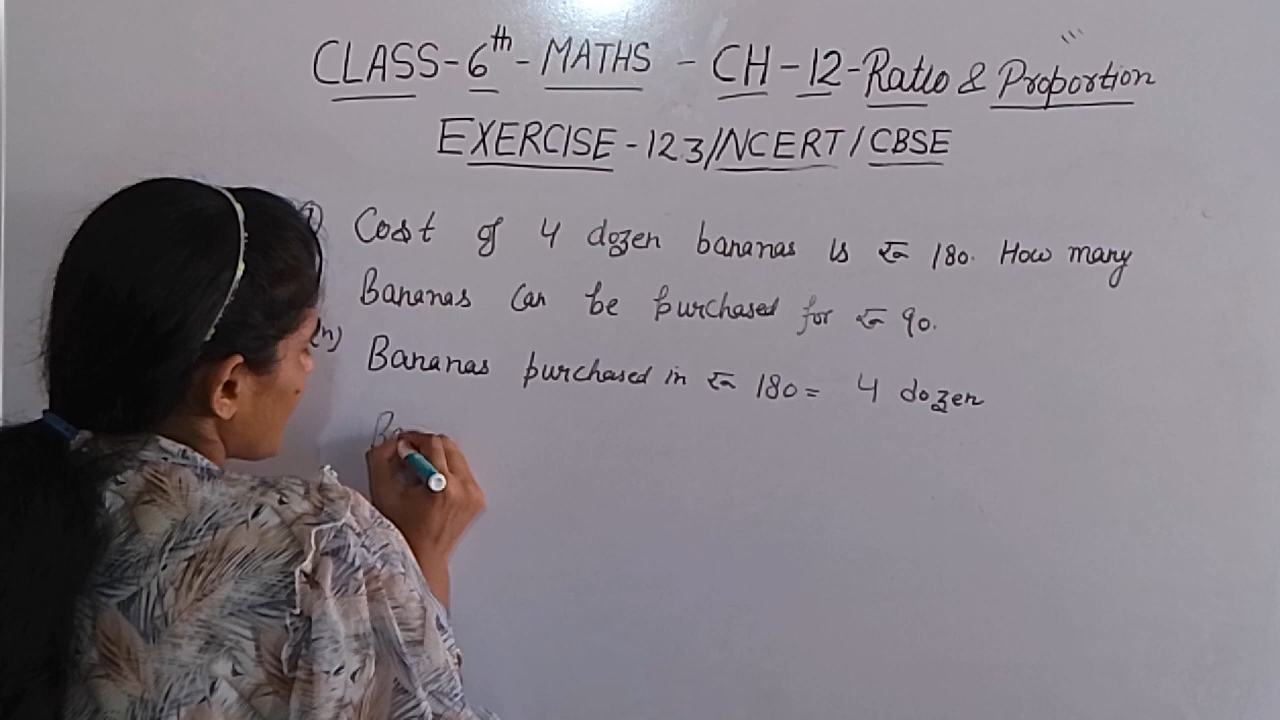 CLASS-6th-MATHS - CH-12-Ratio & Proportion
EXERCISE-12.3/NCERT/CBSE
Cost of 4 dozen bananas is ₹ 180. How many
Bananas can be purchased for ₹ 90.
Bananas purchased in ₹ 180 = 4 dozen
Ba